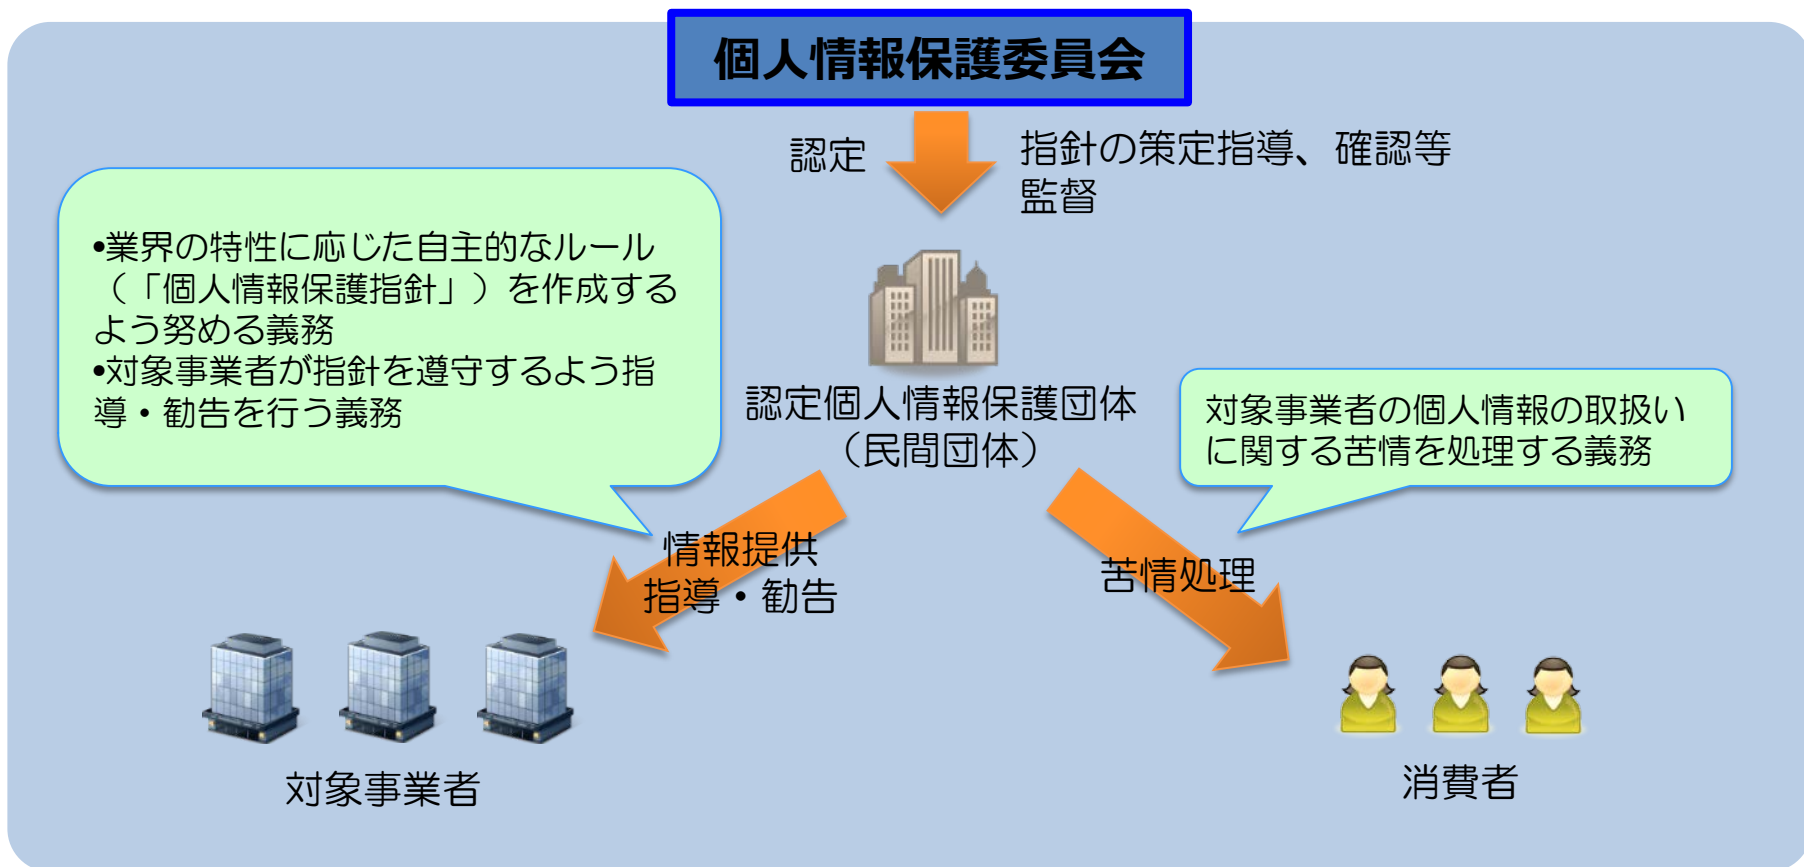 個人情報保護委員会
認定
指針の策定指導、確認等
監督
•業界の特性に応じた自主的なルール
（「個人情報保護指針」）を作成する
よう努める義務
•対象事業者が指針を遵守するよう指
導・勧告を行う義務
認定個人情報保護団体
（民間団体）
対象事業者の個人情報の取扱い
に関する苦情を処理する義務
情報提供
指導・勧告
苦情処理
対象事業者
消費者